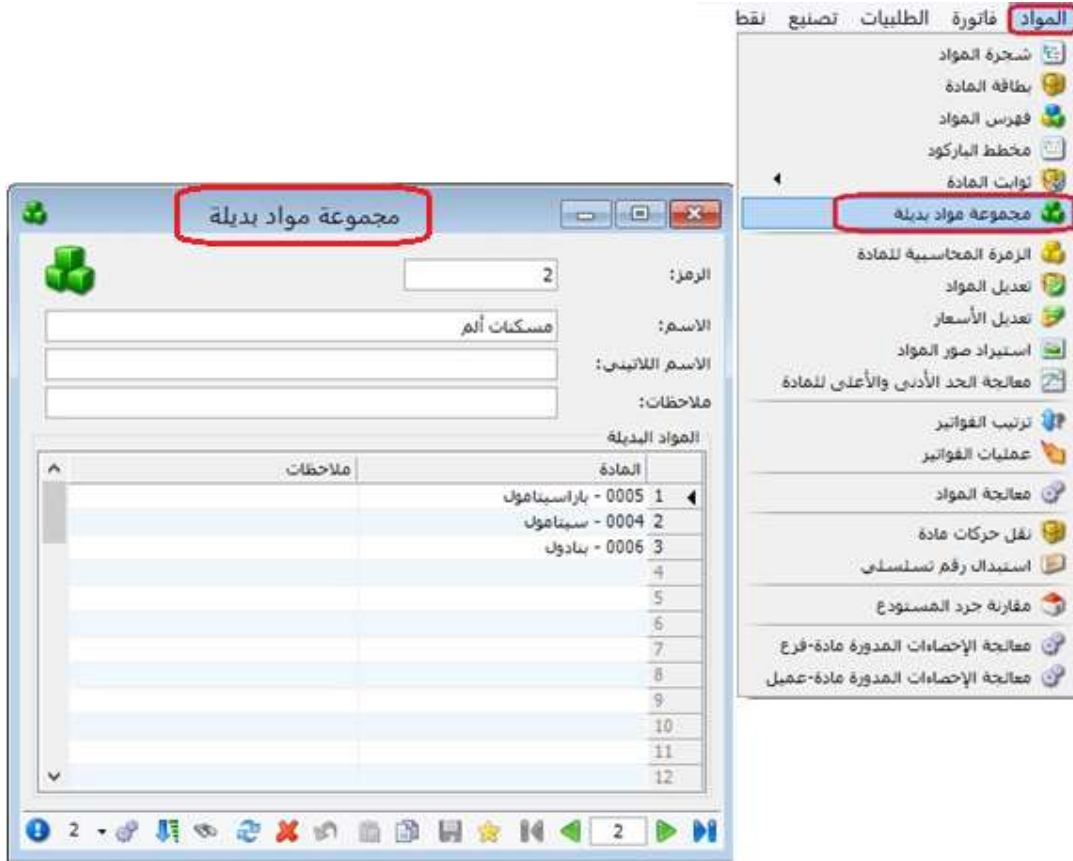 المواد فاتورة الطلبيات تصنيع نقط
شجرة المواد
بطاقة المادة
فهرس المواد
مخطط الباركود
ثوابت المادة
مجموعة مواد بديلة
الزمرة المحاسبية للمادة
تعديل المواد
تعديل الأسعار
استيراد صور المواد
معالجة الحد الأدنى والأعلى للمادة
ترتيب الفواتير
عمليات الفواتير
معالجة المواد
نقل حركات مادة
استبدال رقم تسلسلي
مقارنة جرد المستودع
معالجة الإحصاءات المدورة مادة-فرع
معالجة الإحصاءات المدورة مادة-عميل
مجموعة مواد بديلة
الرمز: 2
الاسم: مسكنات ألم
الاسم اللاتيني:
ملاحظات:
المواد البديلة
المادة ملاحظات
1 0005 - باراسيتامول
2 0004 - سيتامول
3 0006 - بنادول
4
5
6
7
8
9
10
11
12
2 2